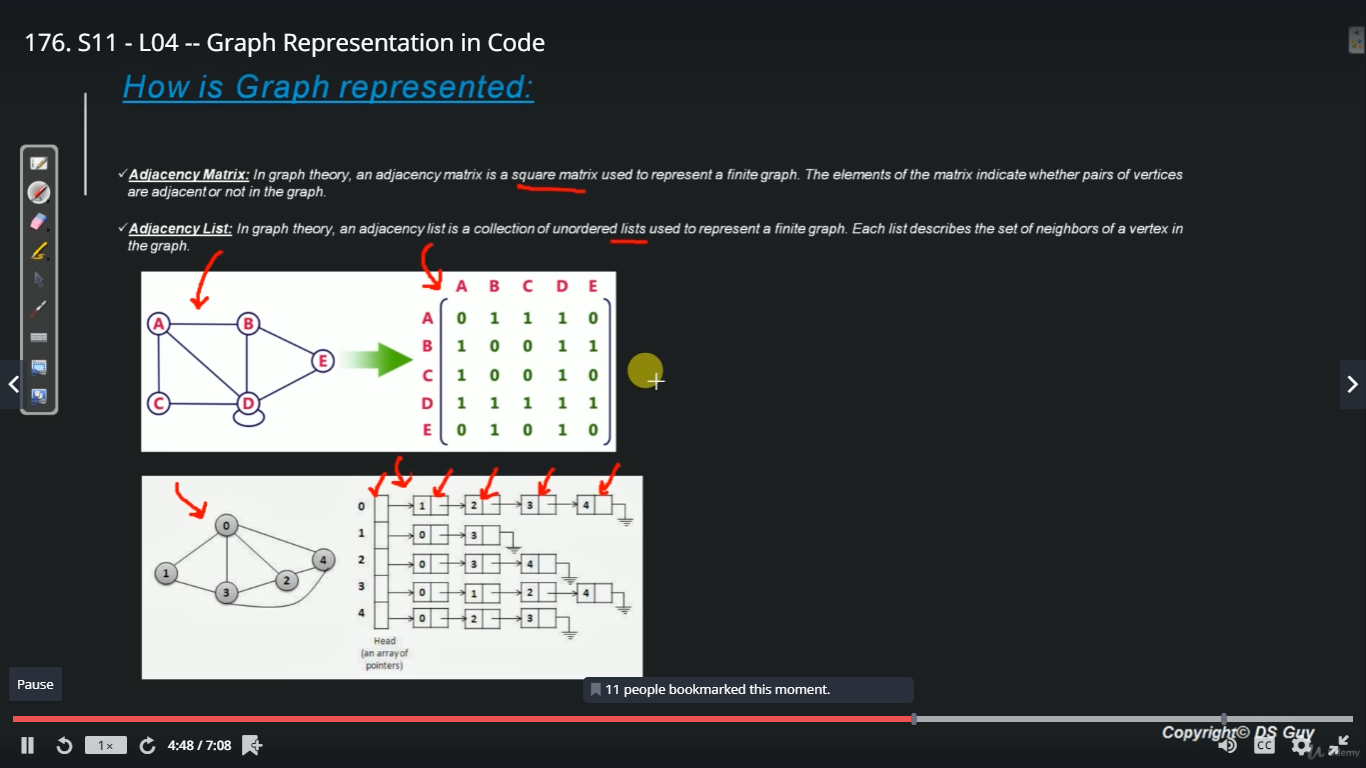 176. S11 - L04 -- Graph Representation in Code
How is Graph represented:
✓Adjacency Matrix: In graph theory, an adjacency matrix is a square matrix used to represent a finite graph. The elements of the matrix indicate whether pairs of vertices
are adjacent or not in the graph.
✓Adjacency List: In graph theory, an adjacency list is a collection of unordered lists used to represent a finite graph. Each list describes the set of neighbors of a vertex in
the graph.
A B
E
C D
A B C D E
A 0 1 1 1 0
B 1 0 0 1 1
C 1 0 0 1 0
D 1 1 1 1 1
E 0 1 0 1 0
0
1 4
3 2
0 1 2 3 4
1 0 3
2 0 3 4
3 0 1 2 4
4 0 2 3
Head
(an array of
pointers)
Pause
11 people bookmarked this moment.
Copyright© DS Guy
1x 4:48 / 7:08 CC